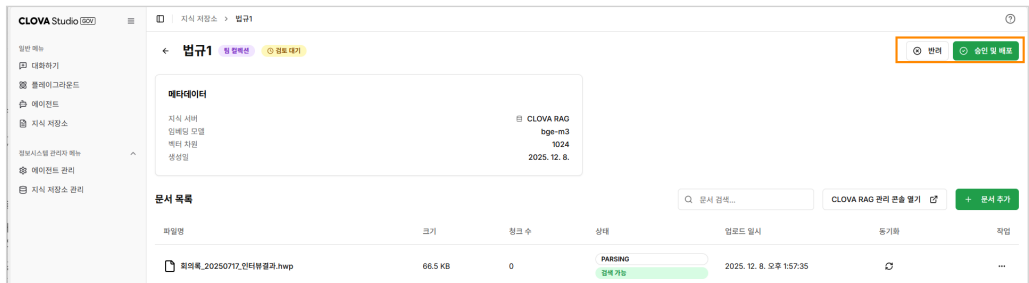 CLOVA Studio GOV
지식 저장소 > 법규1
일반 메뉴
대화하기
플레이그라운드
에이전트
지식 저장소
정보시스템 관리자 메뉴
에이전트 관리
지식 저장소 관리
법규1 팀 컬렉션 검토 대기
반려 승인 및 배포
메타데이터
지식 서버 CLOVA RAG
임베딩 모델 bge-m3
벡터 차원 1024
생성일 2025. 12. 8.
문서 목록 문서 검색... CLOVA RAG 관리 콘솔 열기 + 문서 추가
파일명 크기 청크 수 상태 업로드 일시 동기화 작업
회의록_20250717_인터뷰결과.hwp 66.5 KB 0 PARSING 2025. 12. 8. 오후 1:57:35 ...
검색 가능